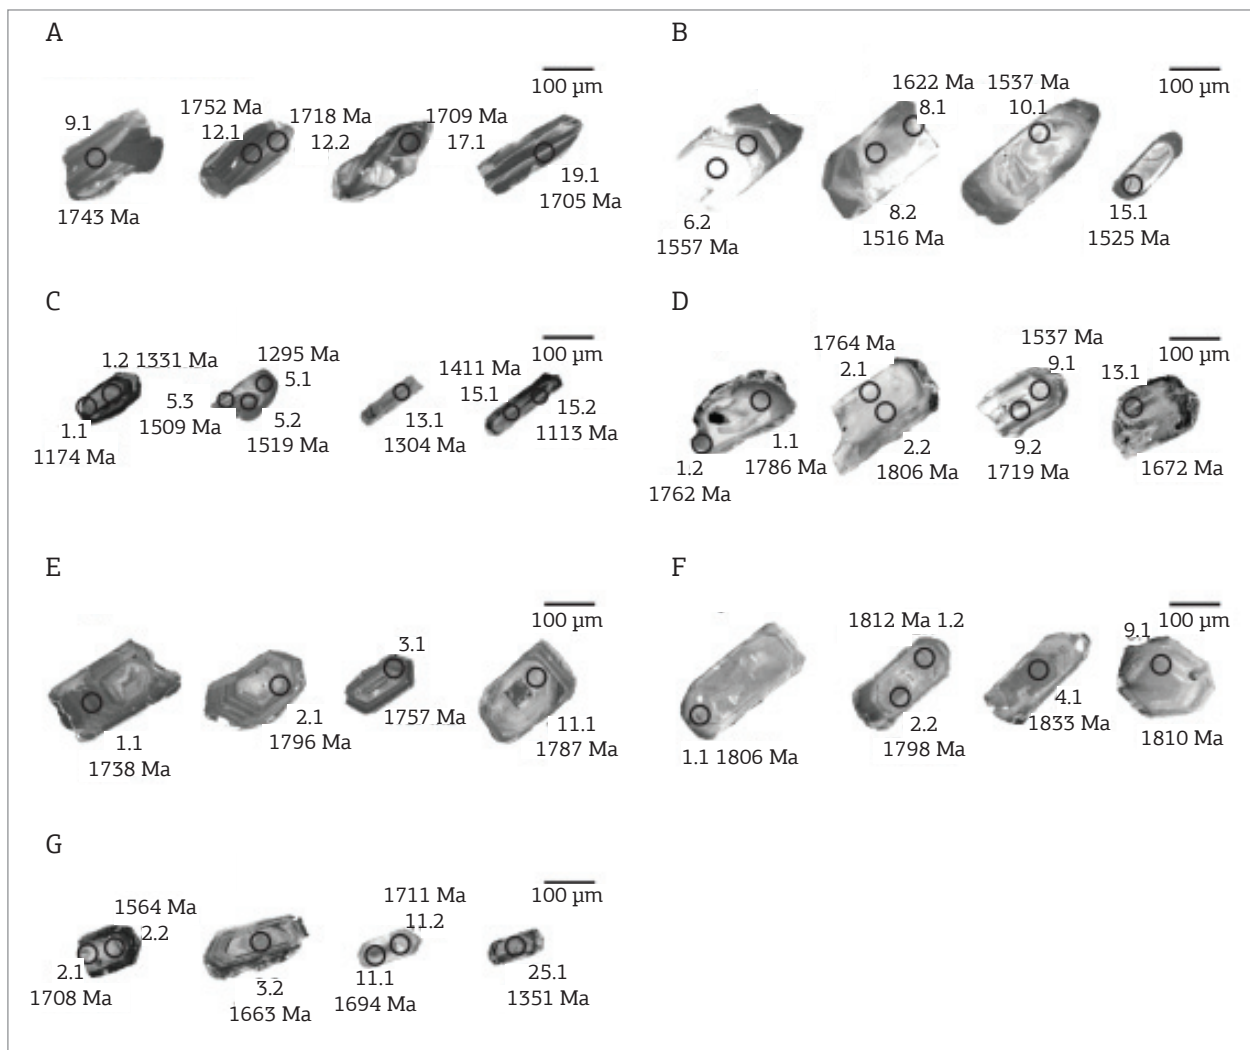 A
100 µm
9.1
1743 Ma
1752 Ma
12.1
1718 Ma
12.2
1709 Ma
17.1
19.1
1705 Ma
B
100 µm
6.2
1557 Ma
1622 Ma
8.1
8.2
1516 Ma
1537 Ma
10.1
15.1
1525 Ma
C
100 µm
1.2 1331 Ma
1.1
1174 Ma
5.3
1509 Ma
1295 Ma
5.1
5.2
1519 Ma
13.1
1304 Ma
1411 Ma
15.1
15.2
1113 Ma
D
100 µm
1.2
1762 Ma
1.1
1786 Ma
1764 Ma
2.1
2.2
1806 Ma
1537 Ma
9.1
9.2
1719 Ma
13.1
1672 Ma
E
100 µm
1.1
1738 Ma
2.1
1796 Ma
3.1
1757 Ma
11.1
1787 Ma
F
100 µm
1.1 1806 Ma
1812 Ma 1.2
2.2
1798 Ma
4.1
1833 Ma
9.1
1810 Ma
G
100 µm
1564 Ma
2.2
2.1
1708 Ma
3.2
1663 Ma
1711 Ma
11.2
11.1
1694 Ma
25.1
1351 Ma